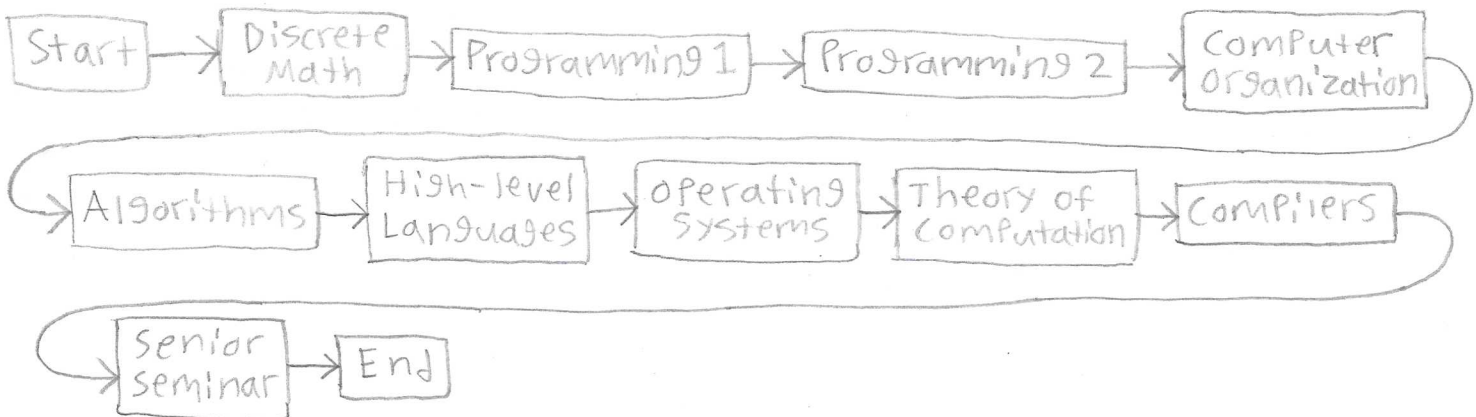 Start
Discrete
Math
Programming 1
Programming 2
Computer
Organization
Algorithms
High-level
Languages
Operating
Systems
Theory of
Computation
Compilers
Senior
Seminar
End